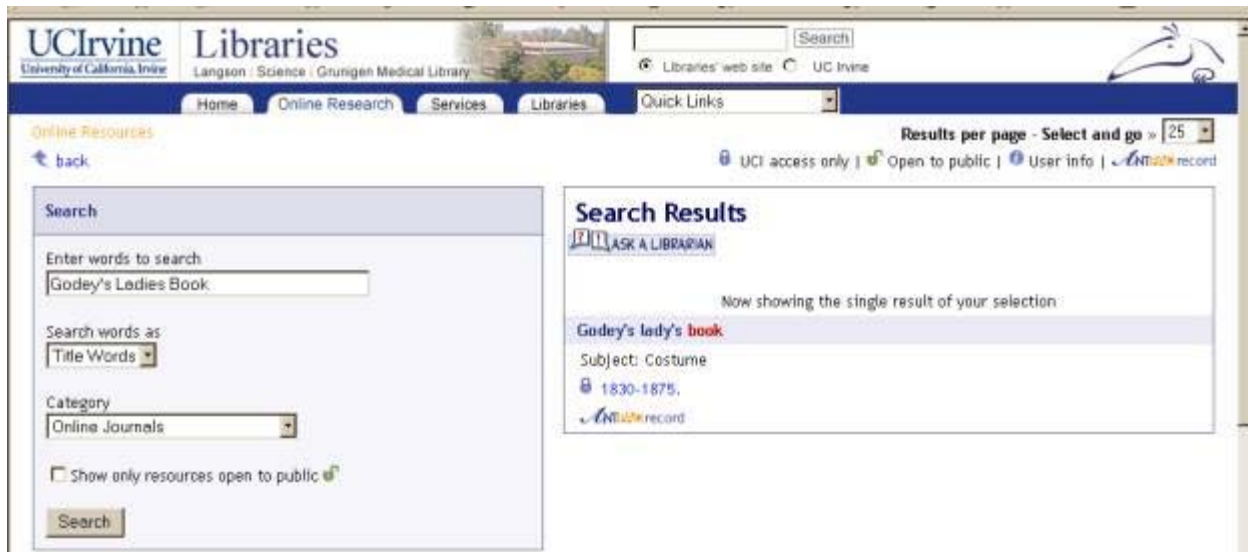 UCIrvine
University of California, Irvine
Libraries
Langson | Science | Grunigen Medical Library
Search
Libraries' web site UC Irvine
Home Online Research Services Libraries Quick Links
Online Resources
Results per page - Select and go » 25
back
UCI access only | Open to public | User info | ANTPAC record
Search
Enter words to search
Godey's Ladies Book
Search words as
Title Words
Category
Online Journals
Show only resources open to public
Search
Search Results
? ! ASK A LIBRARIAN
Now showing the single result of your selection
Godey's lady's book
Subject: Costume
1830-1875.
ANTPAC record